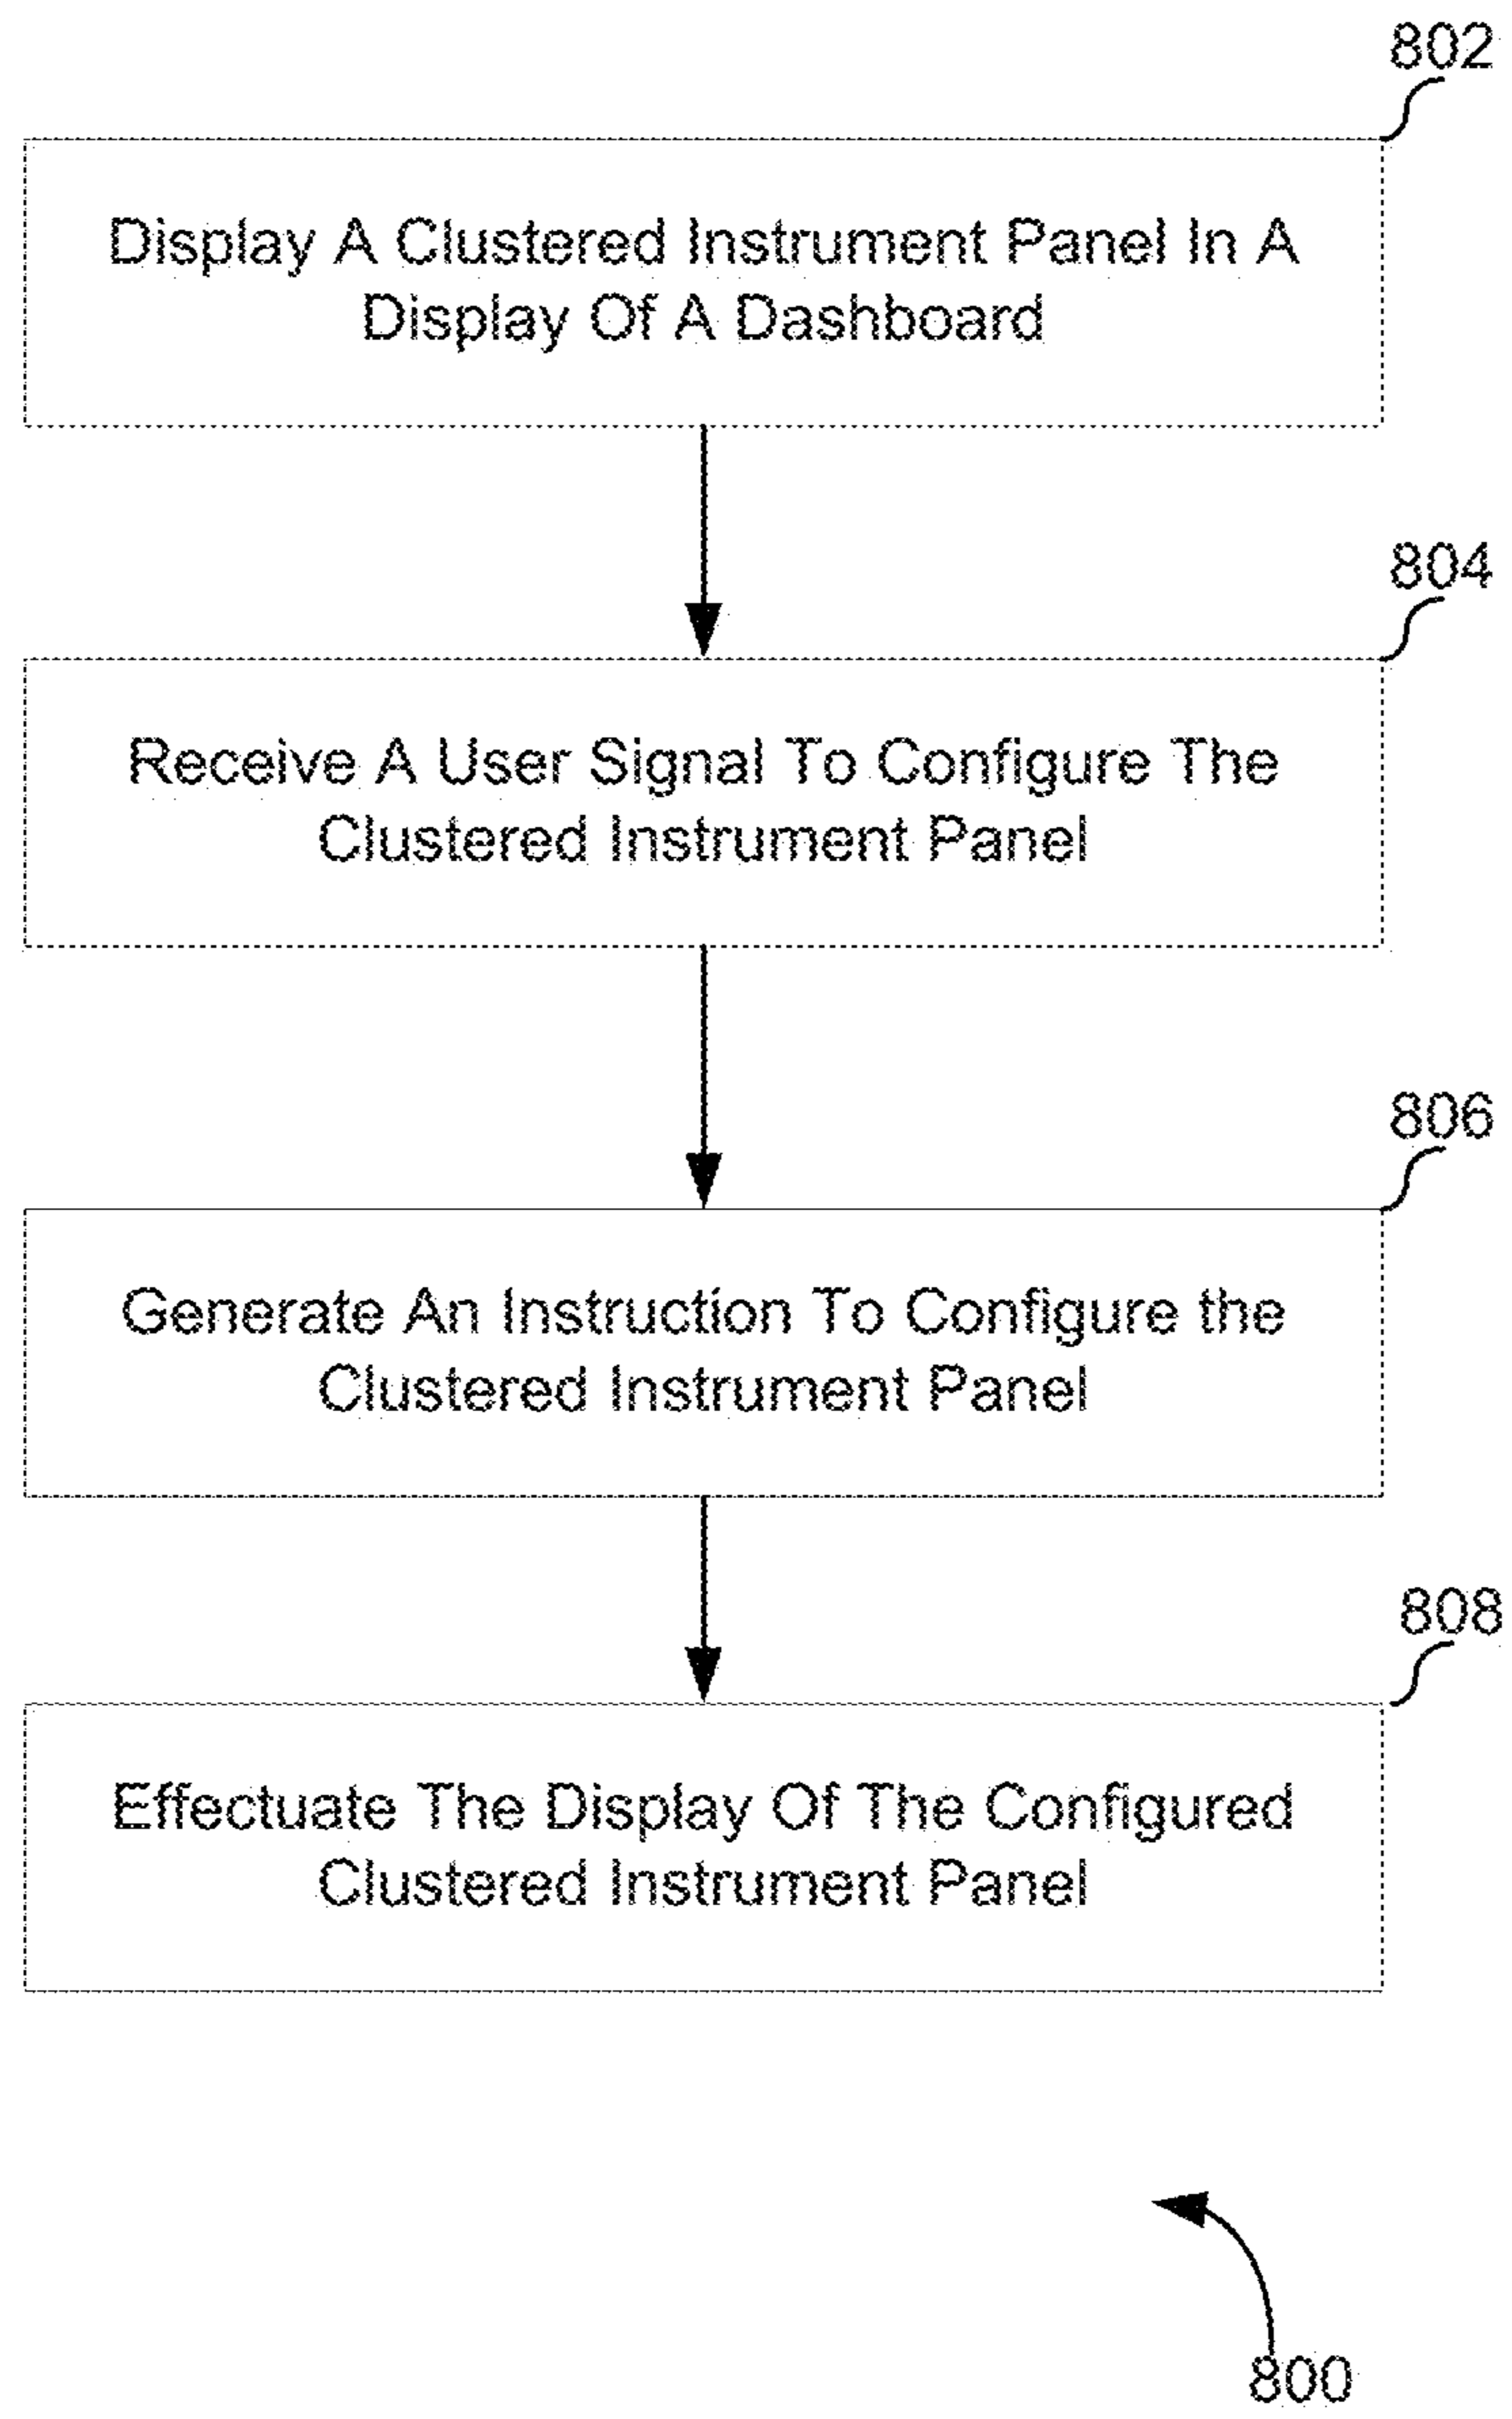 802
Display A Clustered Instrument Panel In A
Display Of A Dashboard
804
Receive A User Signal To Configure The
Clustered Instrument Panel
806
Generate An Instruction To Configure the
Clustered Instrument Panel
808
Effectuate The Display Of The Configured
Clustered Instrument Panel
800